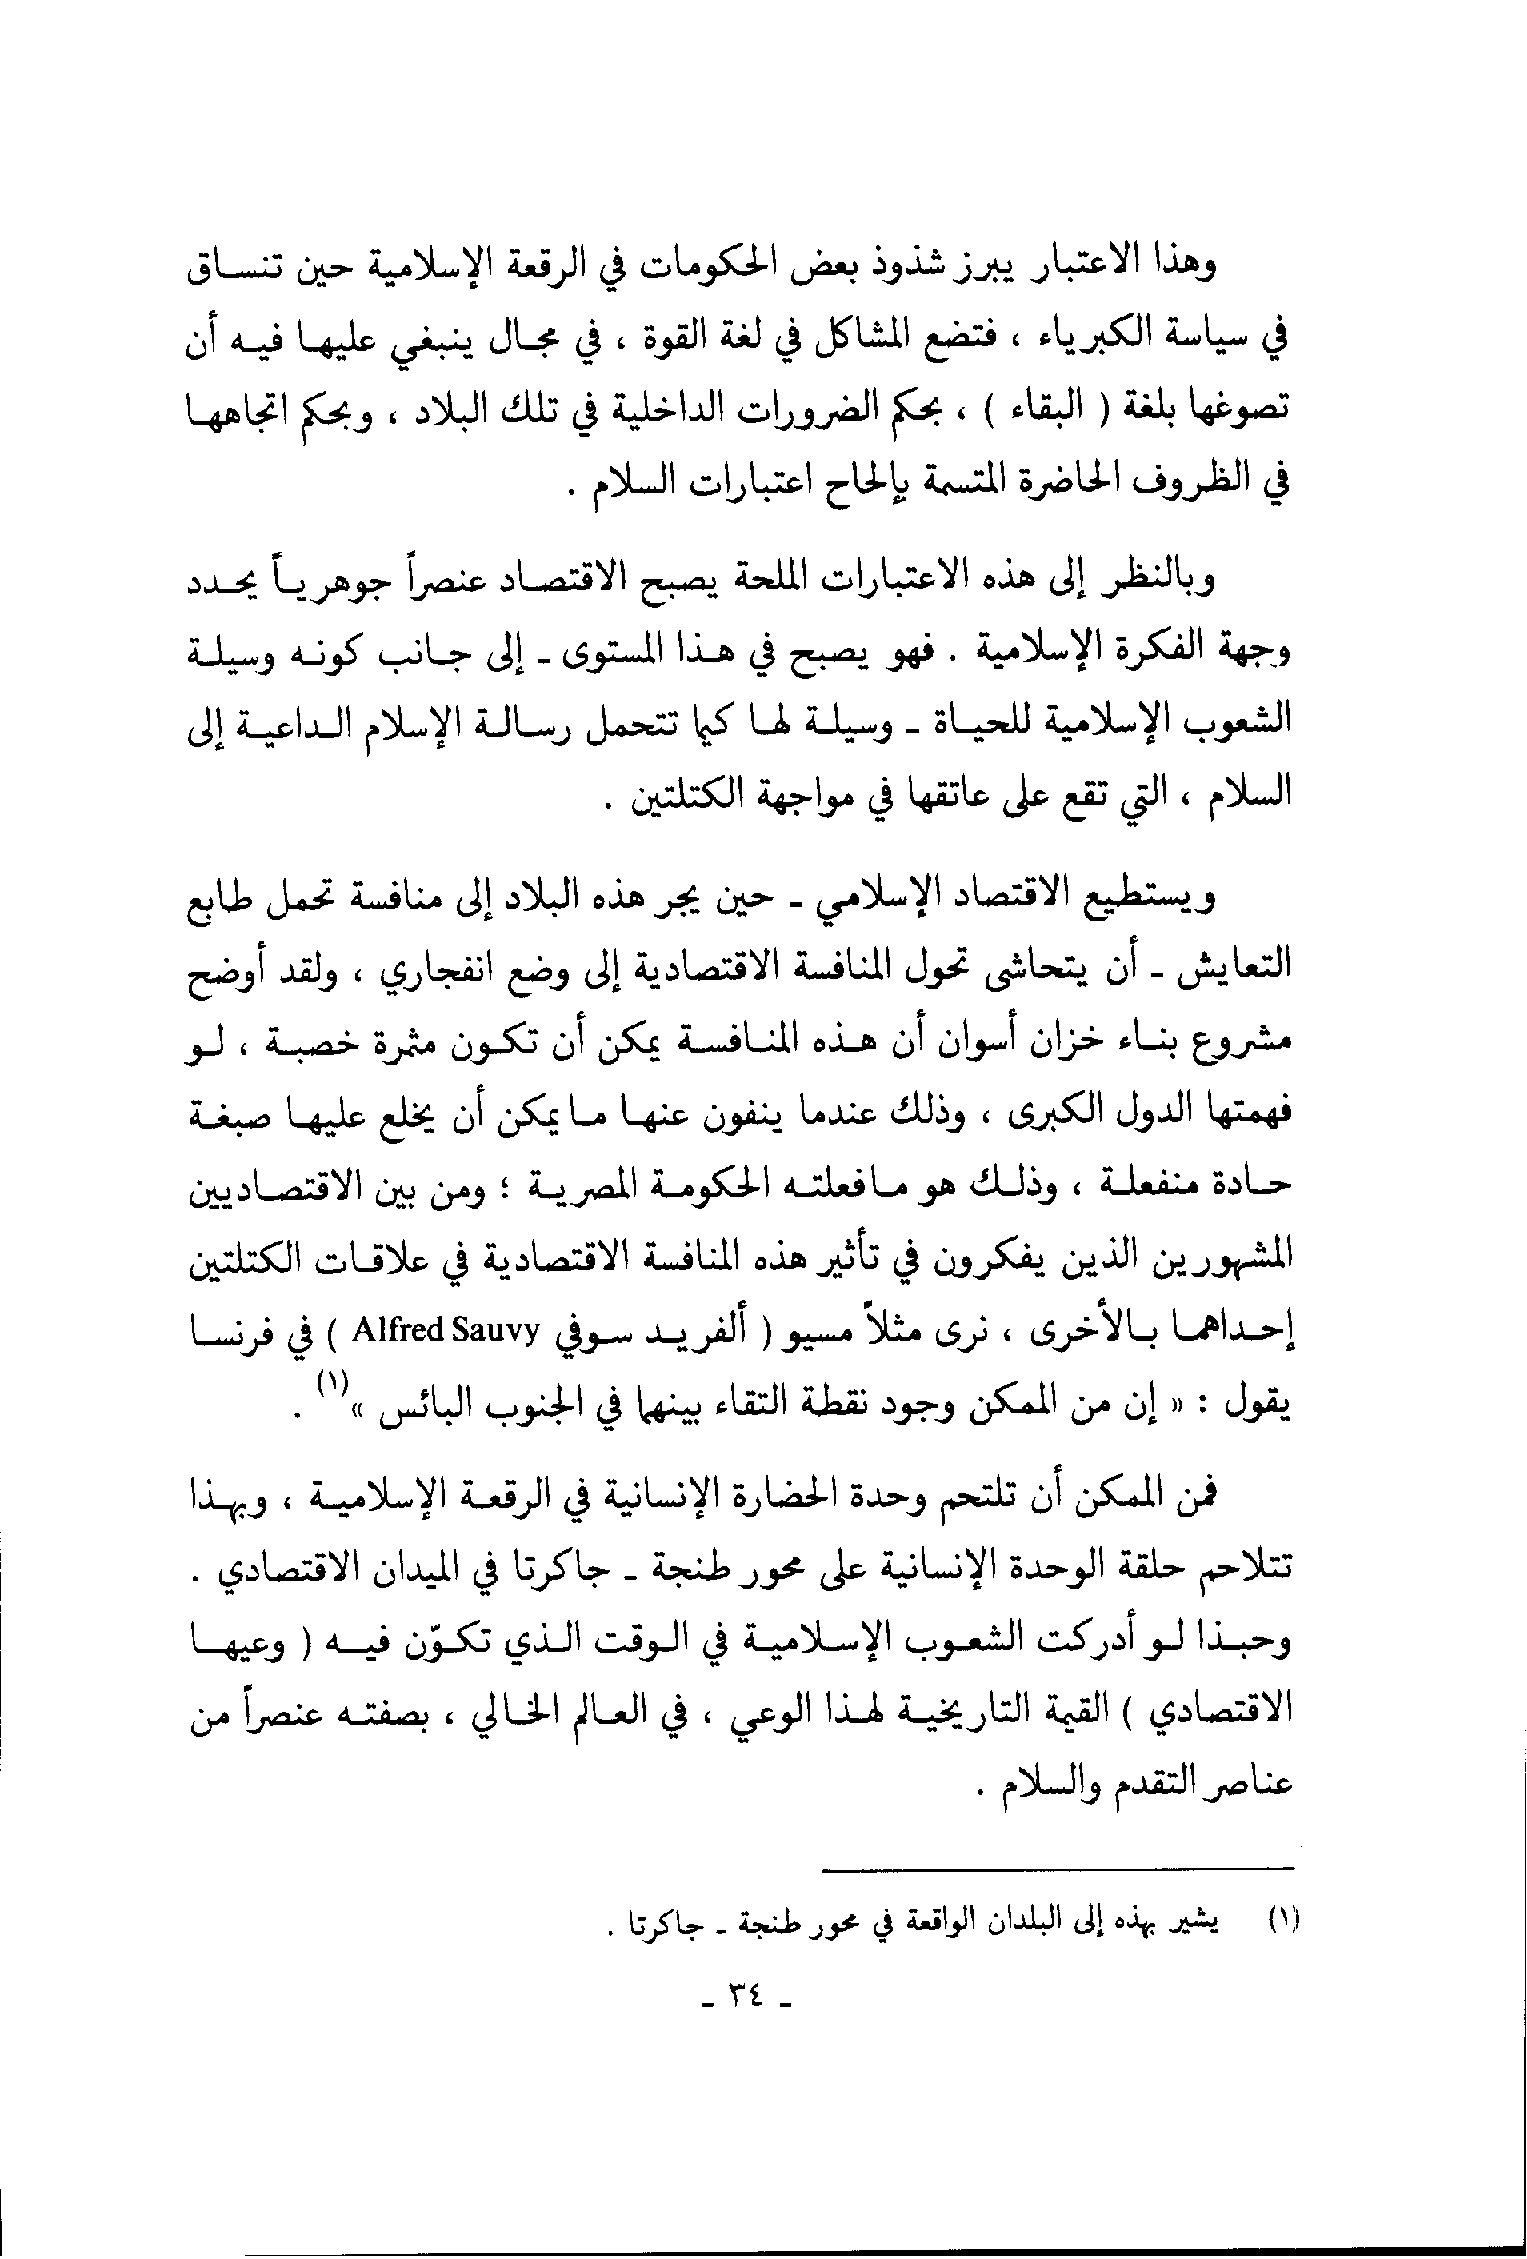 وهذا الاعتبار يبرز شذوذ بعض الحكومات في الرقعة الإسلامية حين تنساق
في سياسة الكبرياء ، فتضع المشاكل في لغة القوة ، في مجال ينبغي عليها فيه أن
تصوغها بلغة ( البقاء ) ، بحكم الضرورات الداخلية في تلك البلاد ، وبحكم اتجاهها
في الظروف الحاضرة المتسمة بإلحاح اعتبارات السلام .
وبالنظر إلى هذه الاعتبارات الملحة يصبح الاقتصاد عنصراً جوهرياً يحدد
وجهة الفكرة الإسلامية . فهو يصبح في هذا المستوى - إلى جانب كونه وسيلة
الشعوب الإسلامية للحياة - وسيلة لها كيما تتحمل رسالة الإسلام الداعية إلى
السلام ، التي تقع على عاتقها في مواجهة الكتلتين .
ويستطيع الاقتصاد الإسلامي - حين يجر هذه البلاد إلى منافسة تحمل طابع
التعايش - أن يتحاشى تحول المنافسة الاقتصادية إلى وضع انفجاري ، ولقد أوضح
مشروع بناء خزان أسوان أن هذه المنافسة يمكن أن تكون مثمرة خصبة ، لو
فهمتها الدول الكبرى ، وذلك عندما ينفون عنها ما يمكن أن يخلع عليها صبغة
حادة منفعلة ، وذلك هو ما فعلته الحكومة المصرية ؛ ومن بين الاقتصاديين
المشهورين الذين يفكرون في تأثير هذه المنافسة الاقتصادية في علاقات الكتلتين
إحداهما بالأخرى ، نرى مثلاً مسيو ( ألفريد سوفي Alfred Sauvy ) في فرنسا
يقول : « إن من الممكن وجود نقطة التقاء بينهما في الجنوب البائس »(١) .
فمن الممكن أن تلتحم وحدة الحضارة الإنسانية في الرقعة الإسلامية ، وبهذا
تتلاحم حلقة الوحدة الإنسانية على محور طنجة - جاكرتا في الميدان الاقتصادي .
وحبذا لو أدركت الشعوب الإسلامية في الوقت الذي تكوّن فيه ( وعيها
الاقتصادي ) القيمة التاريخية لهذا الوعي ، في العالم الخالي ، بصفته عنصراً من
عناصر التقدم والسلام .
(١) يشير بهذه إلى البلدان الواقعة في محور طنجة - جاكرتا .
- ٣٤ -